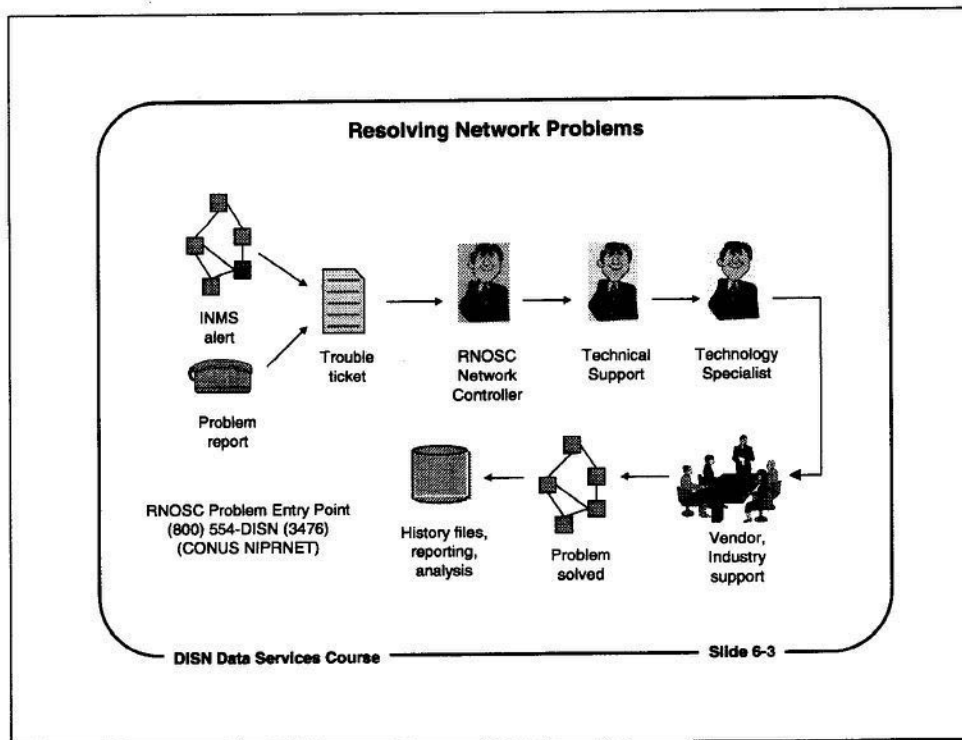 Resolving Network Problems
INMS
alert
Problem
report
Trouble
ticket
RNOSC
Network
Controller
Technical
Support
Technology
Specialist
Vendor,
Industry
support
Problem
solved
History files,
reporting,
analysis
RNOSC Problem Entry Point
(800) 554-DISN (3476)
(CONUS NIPRNET)
DISN Data Services Course
Slide 6-3